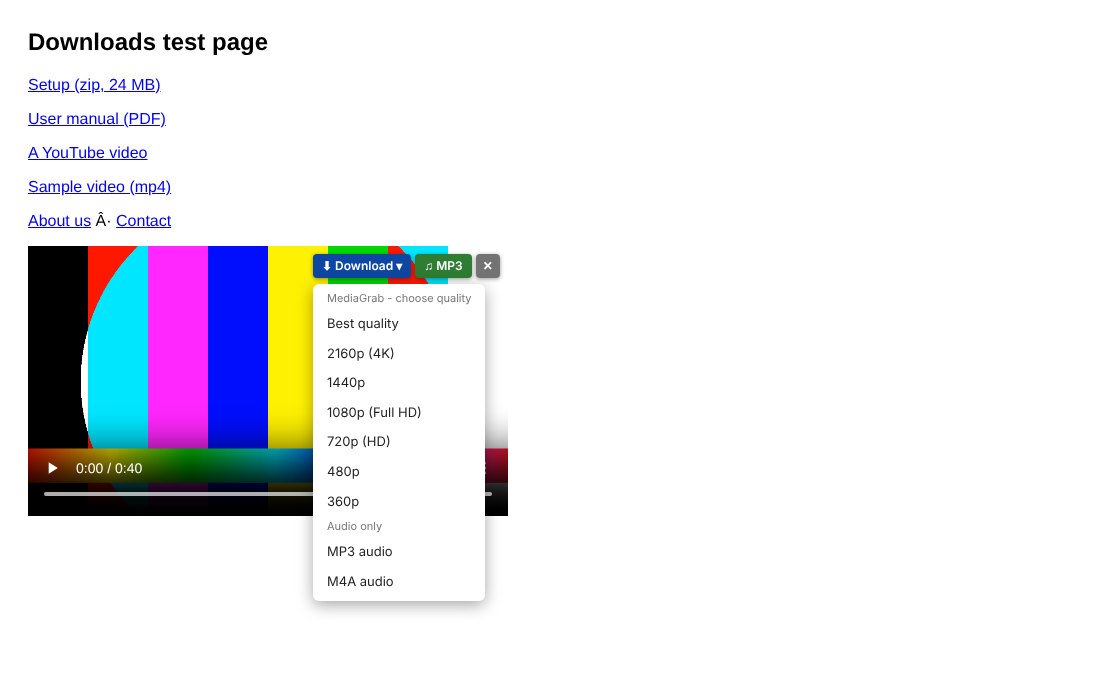 Downloads test page
Setup (zip, 24 MB)
User manual (PDF)
A YouTube video
Sample video (mp4)
About us Â· Contact
⬇ Download ▾ ♫ MP3 ✕
MediaGrab - choose quality
Best quality
2160p (4K)
1440p
1080p (Full HD)
720p (HD)
0:00 / 0:40
480p
360p
Audio only
MP3 audio
M4A audio